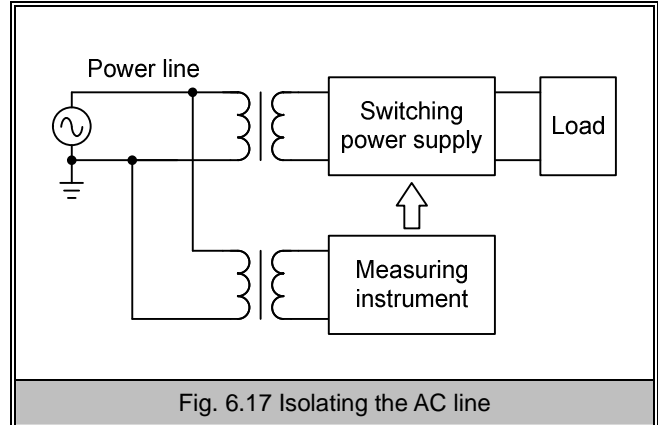 Power line
Switching
power supply
Load
Measuring
instrument
Fig. 6.17 Isolating the AC line